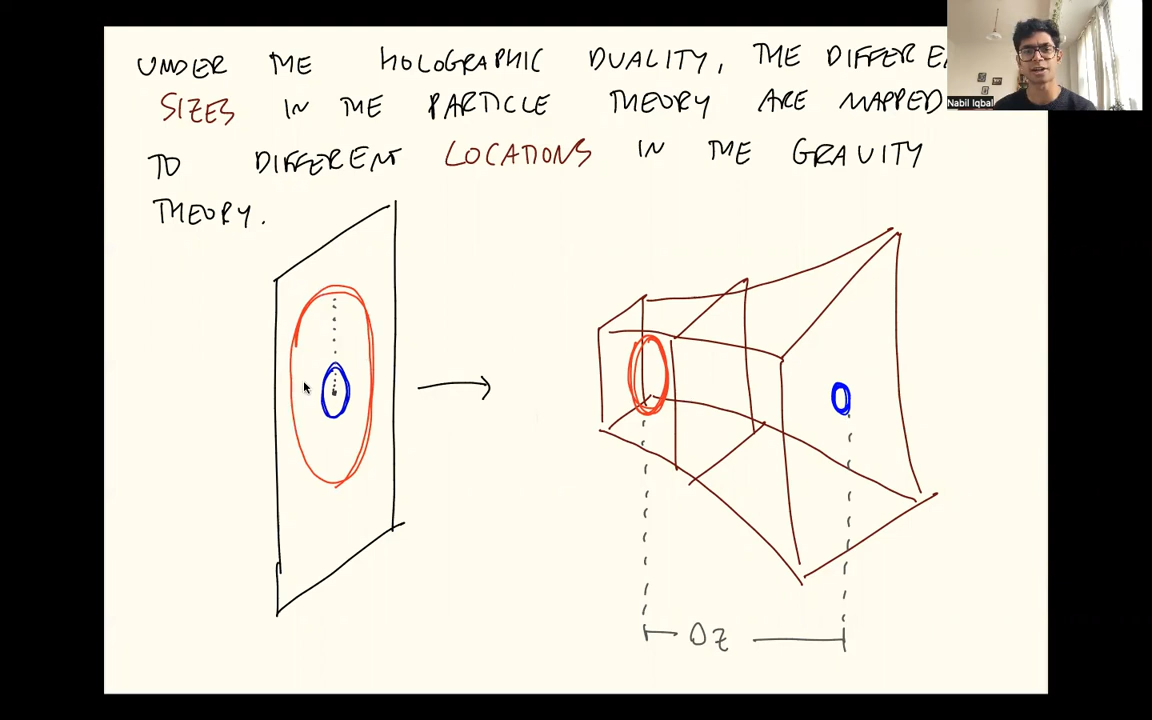 UNDER THE HOLOGRAPHIC DUALITY, THE
SIZES IN THE PARTICLE THEORY ARE MAPPED
TO DIFFERENT LOCATIONS IN THE GRAVITY
THEORY.
Nabil Iqbal
Δz